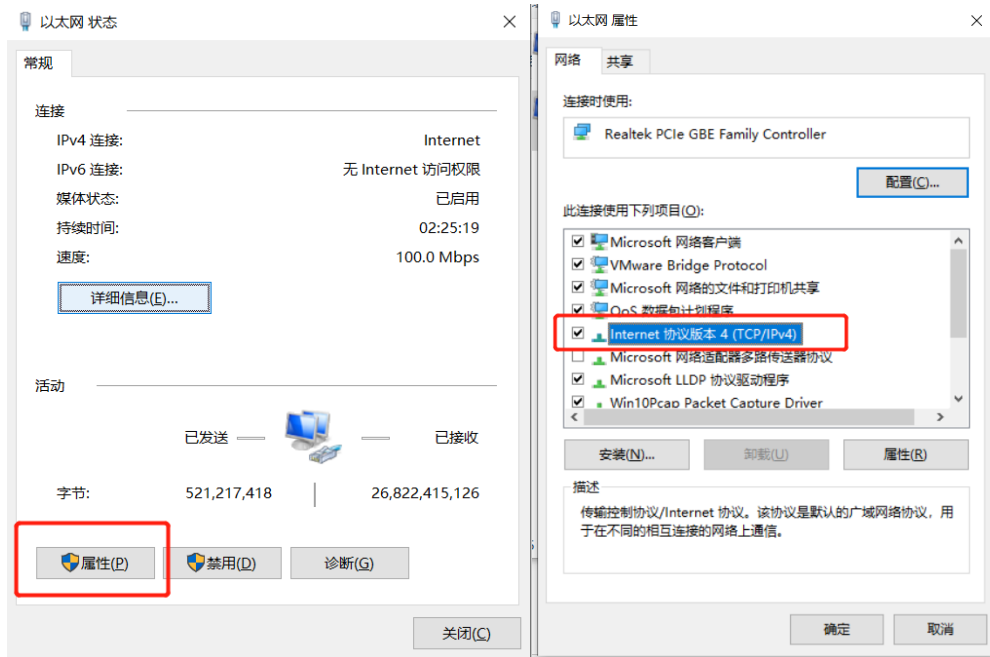 以太网 状态
常规
连接
IPv4 连接: Internet
IPv6 连接: 无 Internet 访问权限
媒体状态: 已启用
持续时间: 02:25:19
速度: 100.0 Mbps
详细信息(E)...
活动
已发送 已接收
字节: 521,217,418 26,822,415,126
属性(P) 禁用(D) 诊断(G)
关闭(C)
以太网 属性
网络 共享
连接时使用:
Realtek PCIe GBE Family Controller
配置(C)...
此连接使用下列项目(O):
Microsoft 网络客户端
VMware Bridge Protocol
Microsoft 网络的文件和打印机共享
QoS 数据包计划程序
Internet 协议版本 4 (TCP/IPv4)
Microsoft 网络适配器多路传送器协议
Microsoft LLDP 协议驱动程序
Win10Pcap Packet Capture Driver
安装(N)... 卸载(U) 属性(R)
描述
传输控制协议/Internet 协议。该协议是默认的广域网络协议，用
于在不同的相互连接的网络上通信。
确定 取消